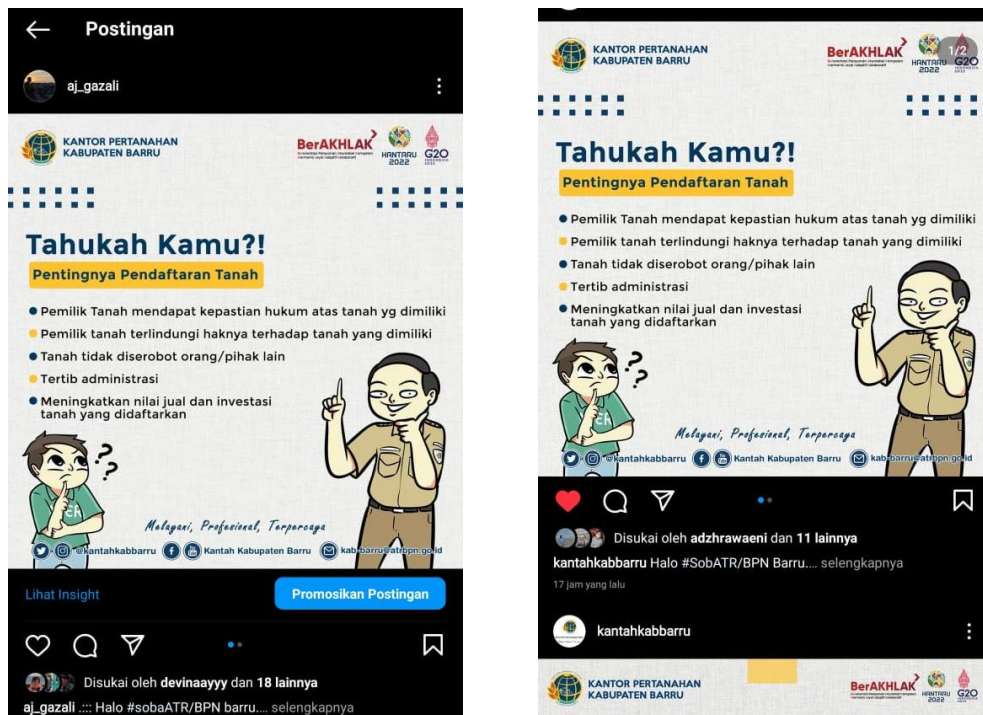 Postingan
aj_gazali
KANTOR PERTANAHAN
KABUPATEN BARRU
BerAKHLAK
HANTARU
2022
G20
Tahukah Kamu?!
Pentingnya Pendaftaran Tanah
Pemilik Tanah mendapat kepastian hukum atas tanah yg dimiliki
Pemilik tanah terlindungi haknya terhadap tanah yang dimiliki
Tanah tidak diserobot orang/pihak lain
Tertib administrasi
Meningkatkan nilai jual dan investasi
tanah yang didaftarkan
??
Melayani, Profesional, Terpercaya
@kantahkabbarru
Kantah Kabupaten Barru
kab-barru@atrbpn.go.id
Lihat Insight
Promosikan Postingan
Disukai oleh devinaayyy dan 18 lainnya
aj_gazali .::: Halo #sobaATR/BPN barru.... selengkapnya
KANTOR PERTANAHAN
KABUPATEN BARRU
BerAKHLAK
HANTARU
2022
G20
1/2
Tahukah Kamu?!
Pentingnya Pendaftaran Tanah
Pemilik Tanah mendapat kepastian hukum atas tanah yg dimiliki
Pemilik tanah terlindungi haknya terhadap tanah yang dimiliki
Tanah tidak diserobot orang/pihak lain
Tertib administrasi
Meningkatkan nilai jual dan investasi
tanah yang didaftarkan
??
Melayani, Profesional, Terpercaya
@kantahkabbarru
Kantah Kabupaten Barru
kab-barru@atrbpn.go.id
Disukai oleh adzhrawaeni dan 11 lainnya
kantahkabbarru Halo #SobATR/BPN Barru.... selengkapnya
17 jam yang lalu
kantahkabbarru
KANTOR PERTANAHAN
KABUPATEN BARRU
BerAKHLAK
HANTARU
2022
G20